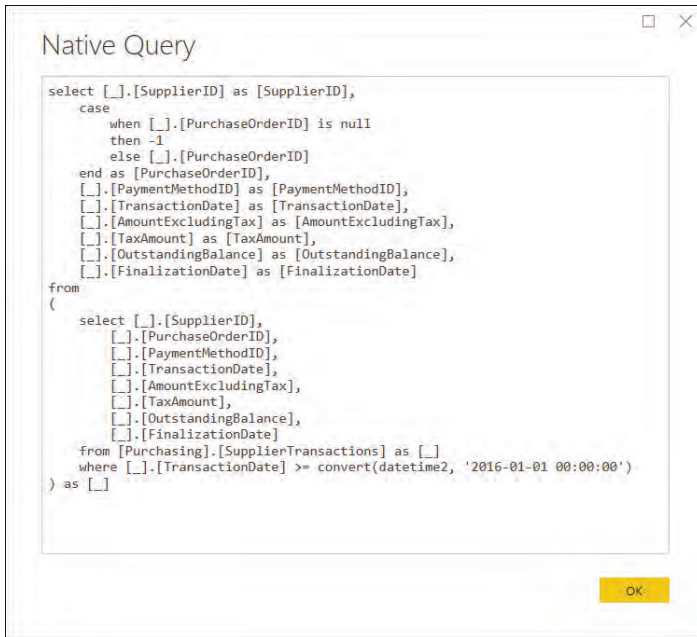 Native Query
select [_].[SupplierID] as [SupplierID],
    case
        when [_].[PurchaseOrderID] is null
        then -1
        else [_].[PurchaseOrderID]
    end as [PurchaseOrderID],
    [_].[PaymentMethodID] as [PaymentMethodID],
    [_].[TransactionDate] as [TransactionDate],
    [_].[AmountExcludingTax] as [AmountExcludingTax],
    [_].[TaxAmount] as [TaxAmount],
    [_].[OutstandingBalance] as [OutstandingBalance],
    [_].[FinalizationDate] as [FinalizationDate]
from
(
    select [_].[SupplierID],
        [_].[PurchaseOrderID],
        [_].[PaymentMethodID],
        [_].[TransactionDate],
        [_].[AmountExcludingTax],
        [_].[TaxAmount],
        [_].[OutstandingBalance],
        [_].[FinalizationDate]
    from [Purchasing].[SupplierTransactions] as [_]
    where [_].[TransactionDate] >= convert(datetime2, '2016-01-01 00:00:00')
) as [_]
OK